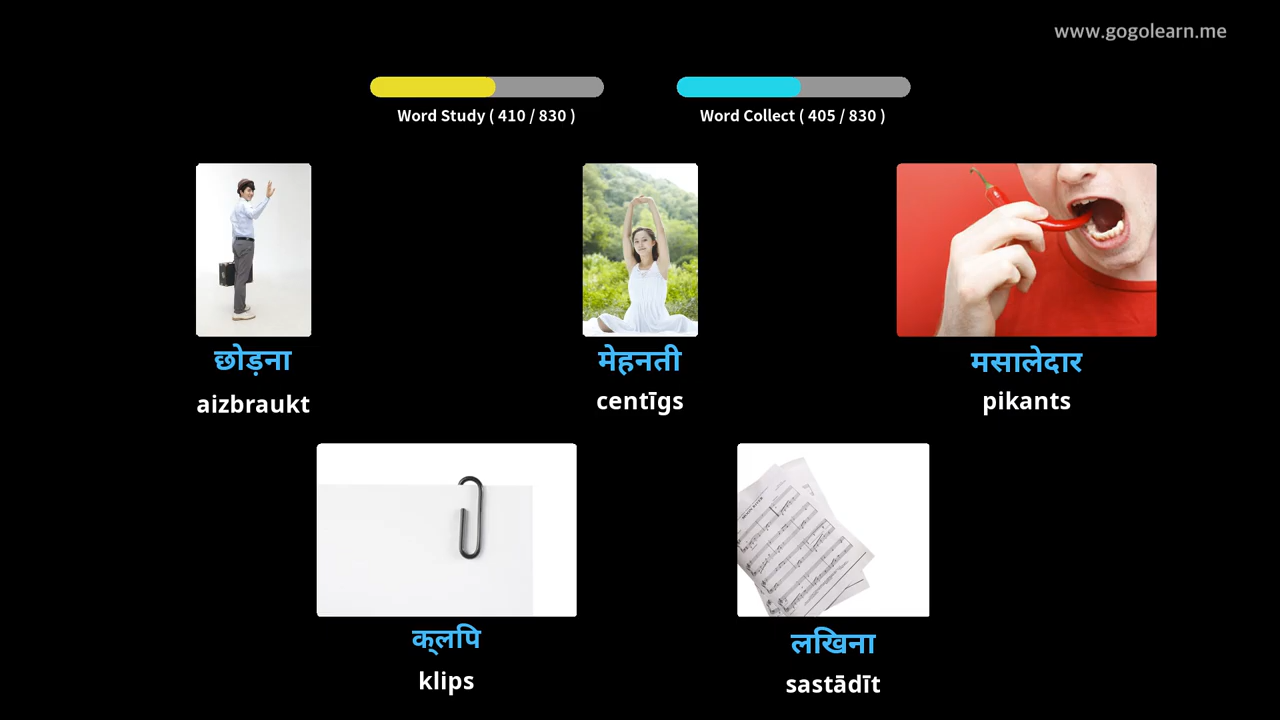 www.gogolearn.me
Word Study ( 410 / 830 )
Word Collect ( 405 / 830 )
छोड़ना
मेहनती
मसालेदार
aizbraukt
centīgs
pikants
क्‌लपि
लखिना
klips
sastādīt